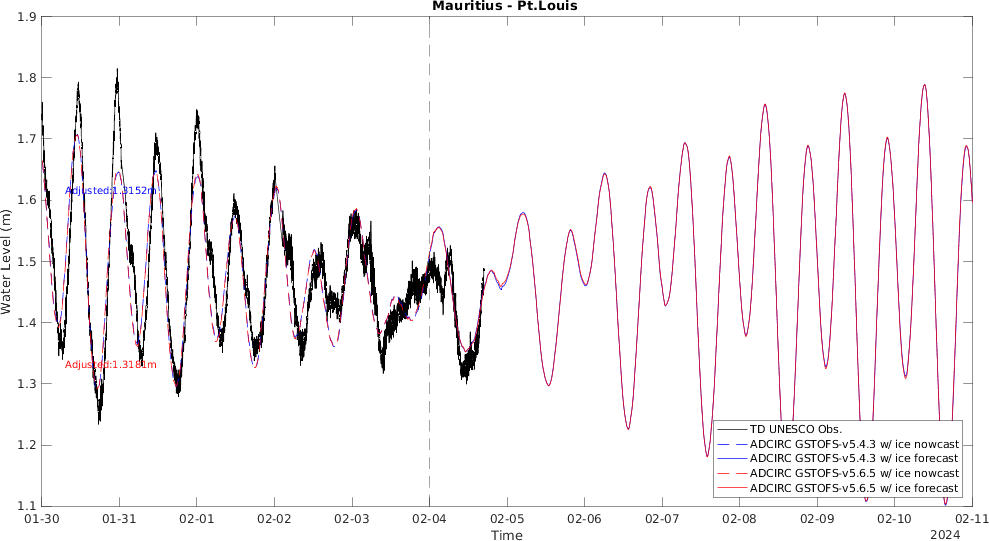 Mauritius - Pt.Louis
1.9
1.8
1.7
1.6
1.5
1.4
1.3
1.2
1.1
Water Level (m)
Adjusted:1.3152m
Adjusted:1.3181m
TD UNESCO Obs.
ADCIRC GSTOFS-v5.4.3 w/ ice nowcast
ADCIRC GSTOFS-v5.4.3 w/ ice forecast
ADCIRC GSTOFS-v5.6.5 w/ ice nowcast
ADCIRC GSTOFS-v5.6.5 w/ ice forecast
01-30 01-31 02-01 02-02 02-03 02-04 02-05 02-06 02-07 02-08 02-09 02-10 02-11
Time
2024